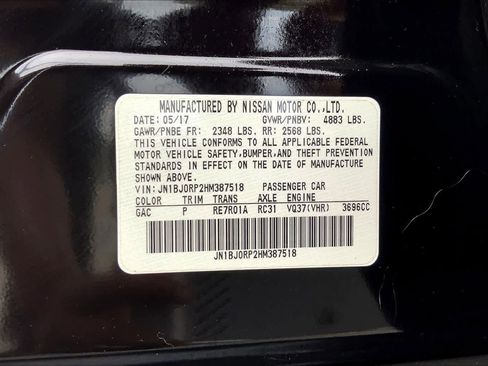 MANUFACTURED BY NISSAN MOTOR CO.,LTD.
DATE: 05/17 GVWR/PNBV: 4883 LBS.
GAWR/PNBE FR: 2348 LBS. RR: 2568 LBS.
THIS VEHICLE CONFORMS TO ALL APPLICABLE FEDERAL
MOTOR VEHICLE SAFETY, BUMPER, AND THEFT PREVENTION
STANDARDS IN EFFECT ON THE DATE OF MANUFACTURE
SHOWN ABOVE.
VIN: JN1BJ0RP2HM387518 PASSENGER CAR
COLOR TRIM TRANS AXLE ENGINE
GAC P RE7R01A RC31 VQ37(VHR) 3696CC
JN1BJ0RP2HM387518